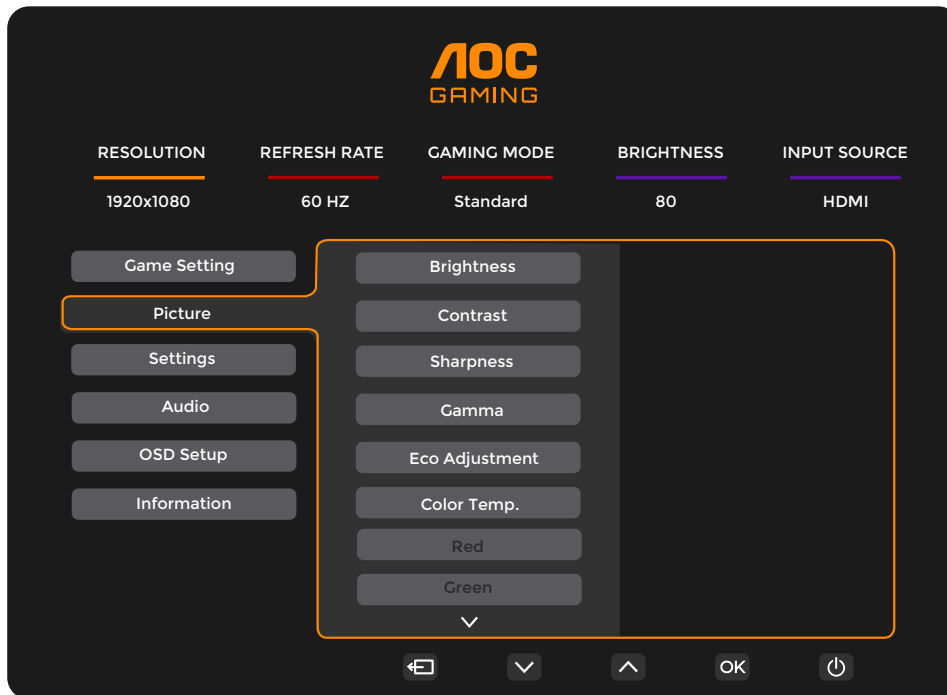 AOC
GAMING
RESOLUTION REFRESH RATE GAMING MODE BRIGHTNESS INPUT SOURCE
1920x1080 60 HZ Standard 80 HDMI
Game Setting
Picture
Settings
Audio
OSD Setup
Information
Brightness
Contrast
Sharpness
Gamma
Eco Adjustment
Color Temp.
Red
Green
OK